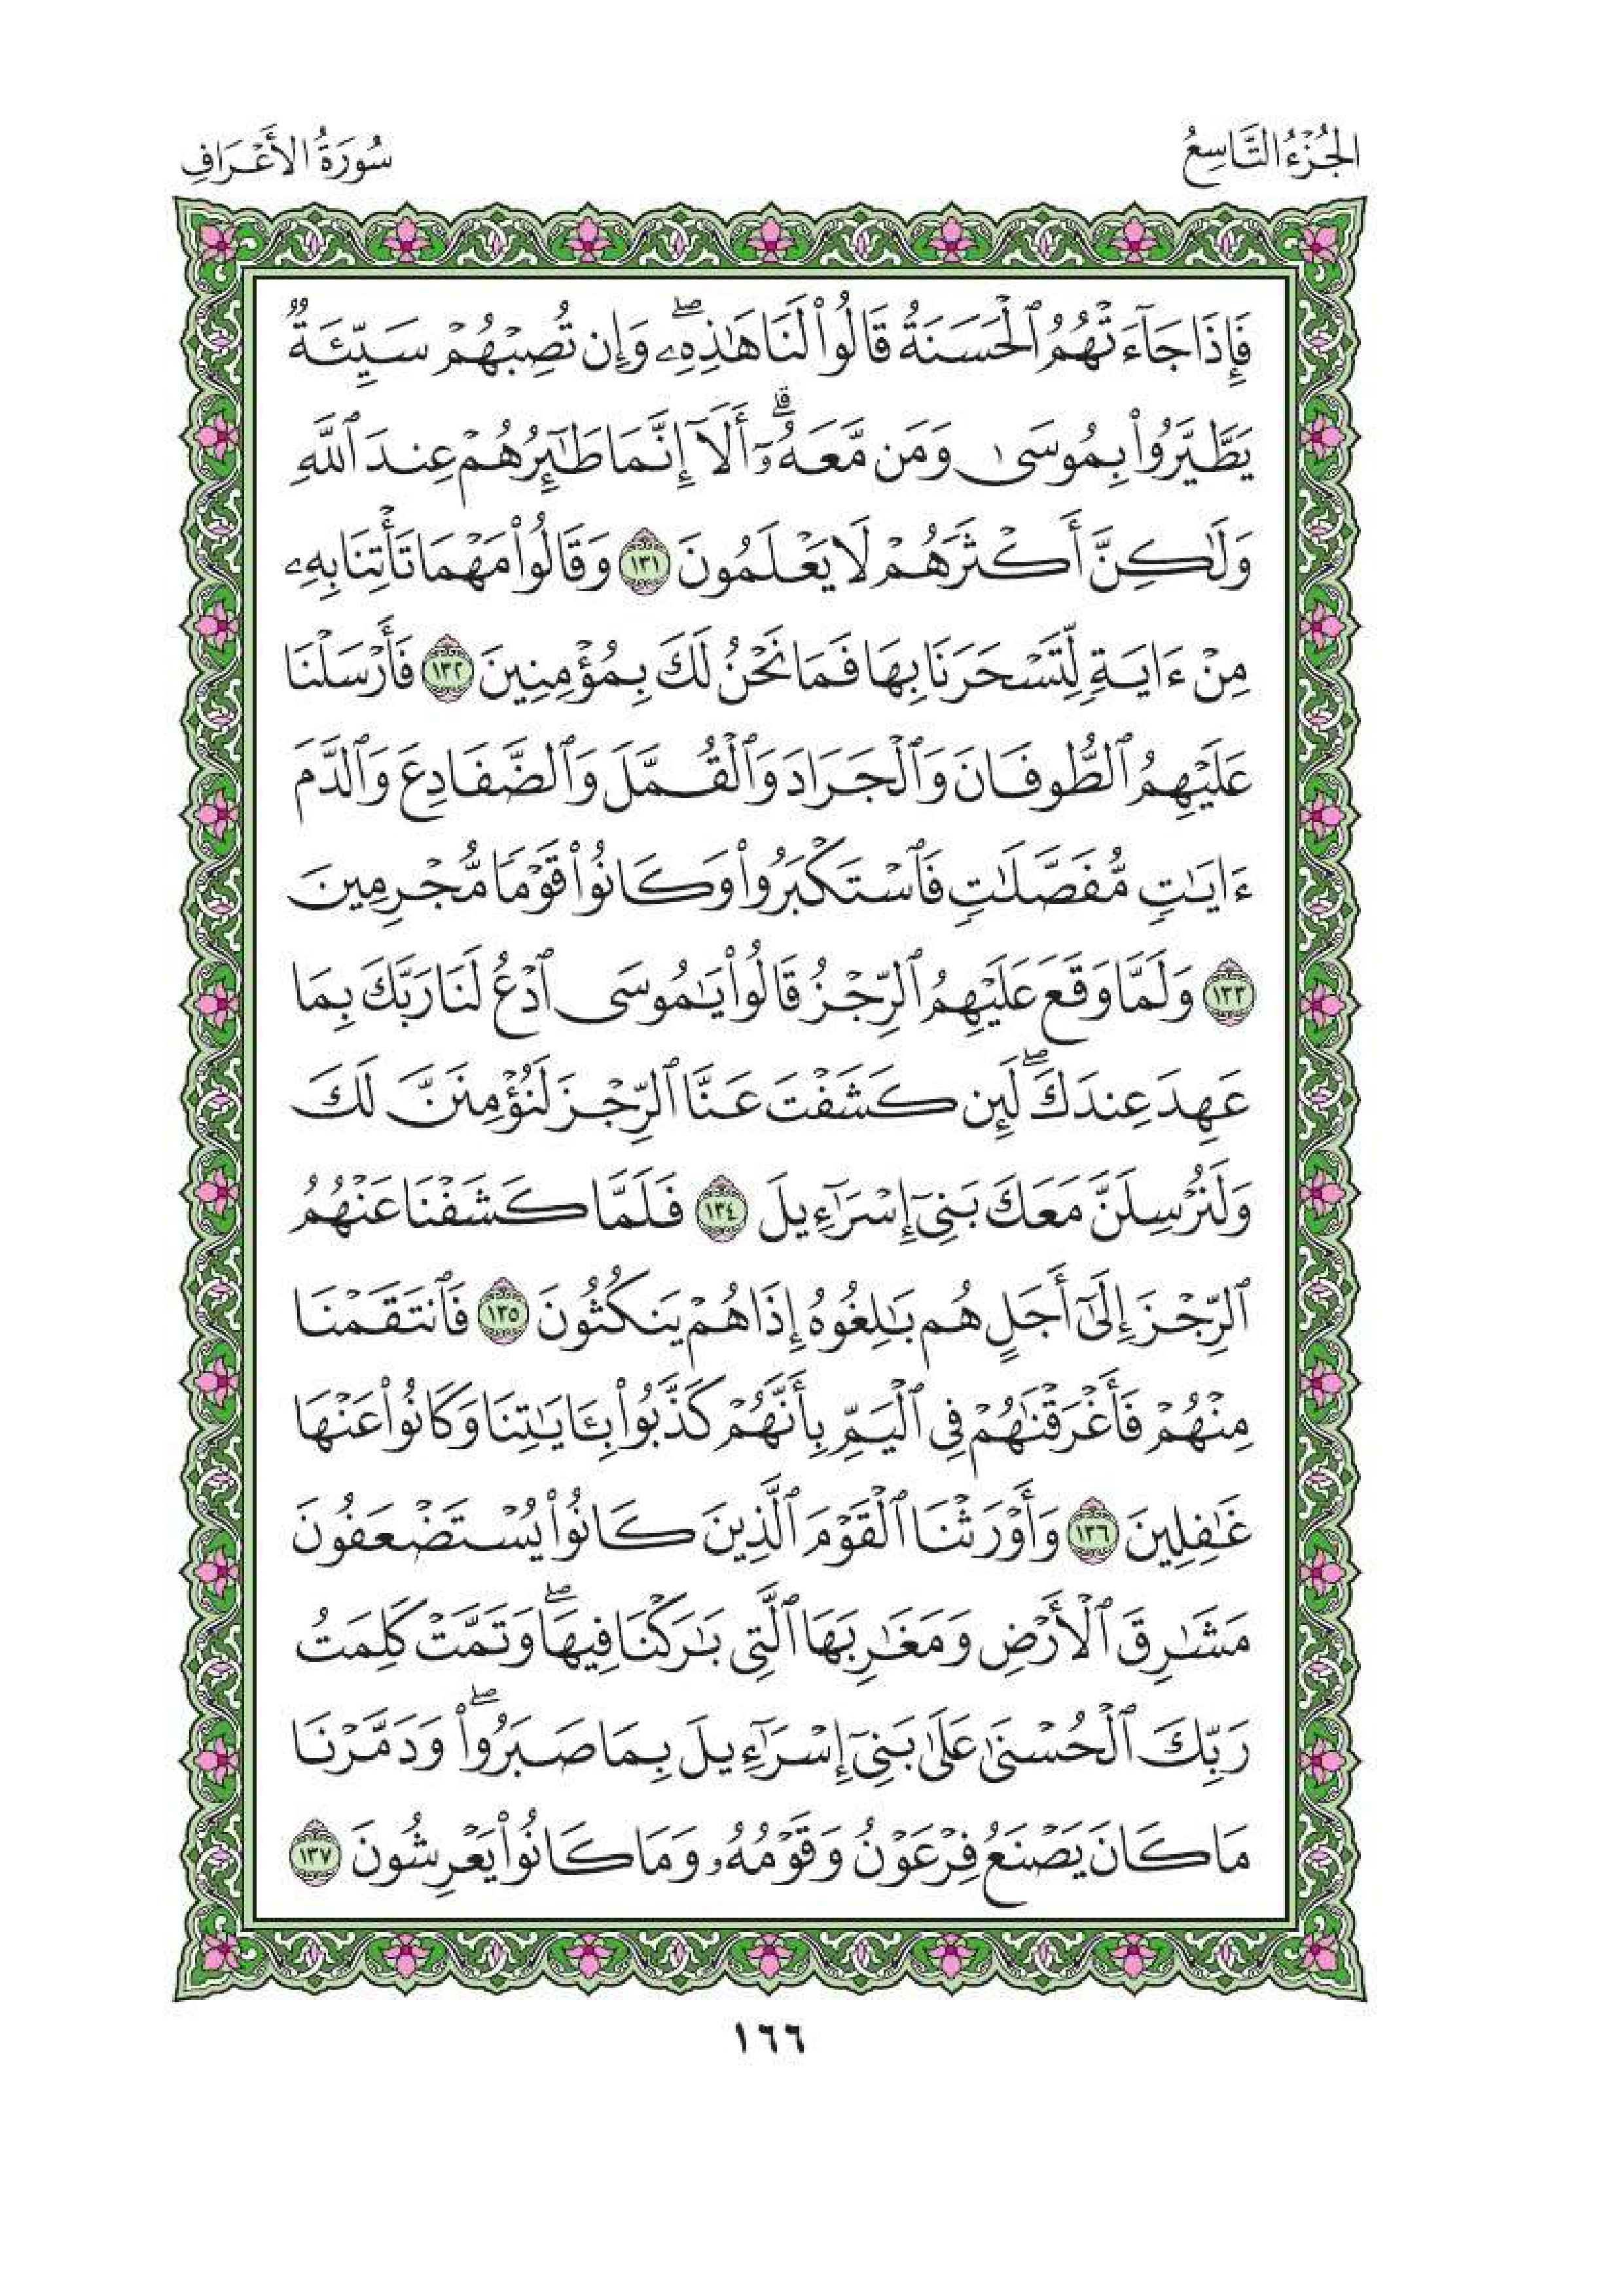 الجُزْءُ التَّاسِعُ
سُورَةُ الأَعْرَافِ
فَإِذَا جَآءَتْهُمُ ٱلْحَسَنَةُ قَالُوا۟ لَنَا هَٰذِهِۦ ۖ وَإِن تُصِبْهُمْ سَيِّئَةٌ
يَطَّيَّرُوا۟ بِمُوسَىٰ وَمَن مَّعَهُۥٓ ۗ أَلَآ إِنَّمَا طَٰٓئِرُهُمْ عِندَ ٱللَّهِ
وَلَٰكِنَّ أَكْثَرَهُمْ لَا يَعْلَمُونَ ١٣١ وَقَالُوا۟ مَهْمَا تَأْتِنَا بِهِۦ
مِنْ ءَايَةٍ لِّتَسْحَرَنَا بِهَا فَمَا نَحْنُ لَكَ بِمُؤْمِنِينَ ١٣٢ فَأَرْسَلْنَا
عَلَيْهِمُ ٱلطُّوفَانَ وَٱلْجَرَادَ وَٱلْقُمَّلَ وَٱلضَّفَادِعَ وَٱلدَّمَ
ءَايَٰتٍ مُّفَصَّلَٰتٍ فَٱسْتَكْبَرُوا۟ وَكَانُوا۟ قَوْمًا مُّجْرِمِينَ
١٣٣ وَلَمَّا وَقَعَ عَلَيْهِمُ ٱلرِّجْزُ قَالُوا۟ يَٰمُوسَى ٱدْعُ لَنَا رَبَّكَ بِمَا
عَهِدَ عِندَكَ ۖ لَئِن كَشَفْتَ عَنَّا ٱلرِّجْزَ لَنُؤْمِنَنَّ لَكَ
وَلَنُرْسِلَنَّ مَعَكَ بَنِىٓ إِسْرَٰٓءِيلَ ١٣٤ فَلَمَّا كَشَفْنَا عَنْهُمُ
ٱلرِّجْزَ إِلَىٰٓ أَجَلٍ هُم بَٰلِغُوهُ إِذَا هُمْ يَنكُثُونَ ١٣٥ فَٱنتَقَمْنَا
مِنْهُمْ فَأَغْرَقْنَٰهُمْ فِى ٱلْيَمِّ بِأَنَّهُمْ كَذَّبُوا۟ بِـَٔايَٰتِنَا وَكَانُوا۟ عَنْهَا
غَٰفِلِينَ ١٣٦ وَأَوْرَثْنَا ٱلْقَوْمَ ٱلَّذِينَ كَانُوا۟ يُسْتَضْعَفُونَ
مَشَٰرِقَ ٱلْأَرْضِ وَمَغَٰرِبَهَا ٱلَّتِى بَٰرَكْنَا فِيهَا ۖ وَتَمَّتْ كَلِمَتُ
رَبِّكَ ٱلْحُسْنَىٰ عَلَىٰ بَنِىٓ إِسْرَٰٓءِيلَ بِمَا صَبَرُوا۟ ۖ وَدَمَّرْنَا
مَا كَانَ يَصْنَعُ فِرْعَوْنُ وَقَوْمُهُۥ وَمَا كَانُوا۟ يَعْرِشُونَ ١٣٧
١٦٦